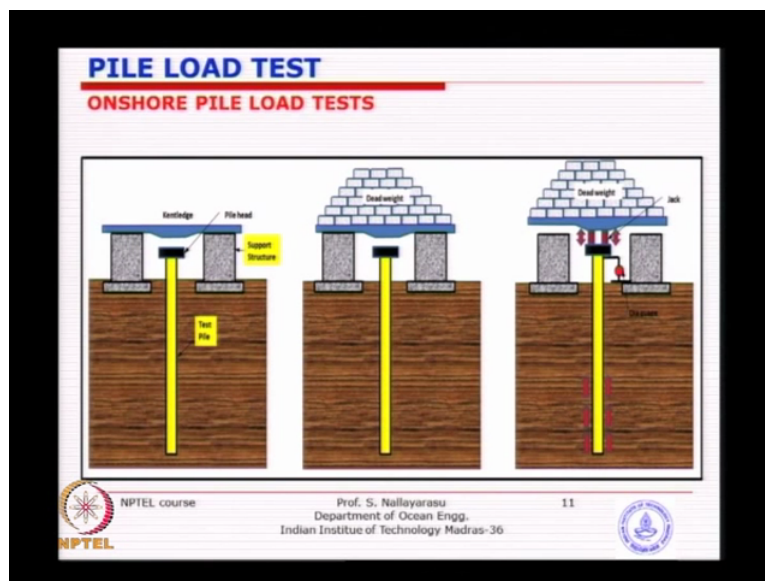 PILE LOAD TEST
ONSHORE PILE LOAD TESTS
Kentledge
Pile head
Support
Structure
Test
Pile
Dead weight
Dead weight
Jack
NPTEL course
Prof. S. Nallayarasu
11
Department of Ocean Engg.
Indian Institue of Technology Madras-36
NPTEL